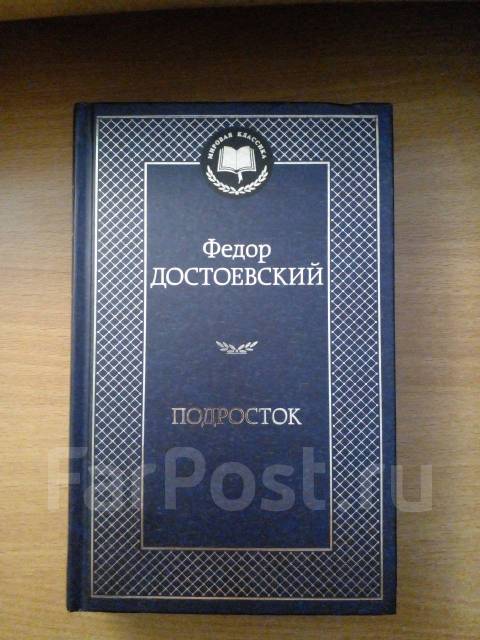 МИРОВАЯ КЛАССИКА
Федор
ДОСТОЕВСКИЙ
ПОДРОСТОК
FarPost.ru